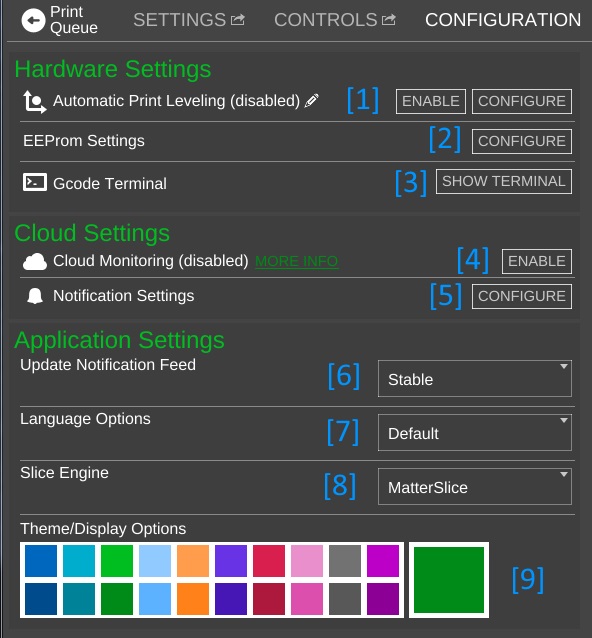 Print Queue SETTINGS CONTROLS CONFIGURATION
Hardware Settings
Automatic Print Leveling (disabled) [1] ENABLE CONFIGURE
EEProm Settings [2] CONFIGURE
Gcode Terminal [3] SHOW TERMINAL
Cloud Settings
Cloud Monitoring (disabled) MORE INFO [4] ENABLE
Notification Settings [5] CONFIGURE
Application Settings
Update Notification Feed [6] Stable
Language Options [7] Default
Slice Engine [8] MatterSlice
Theme/Display Options
[9]